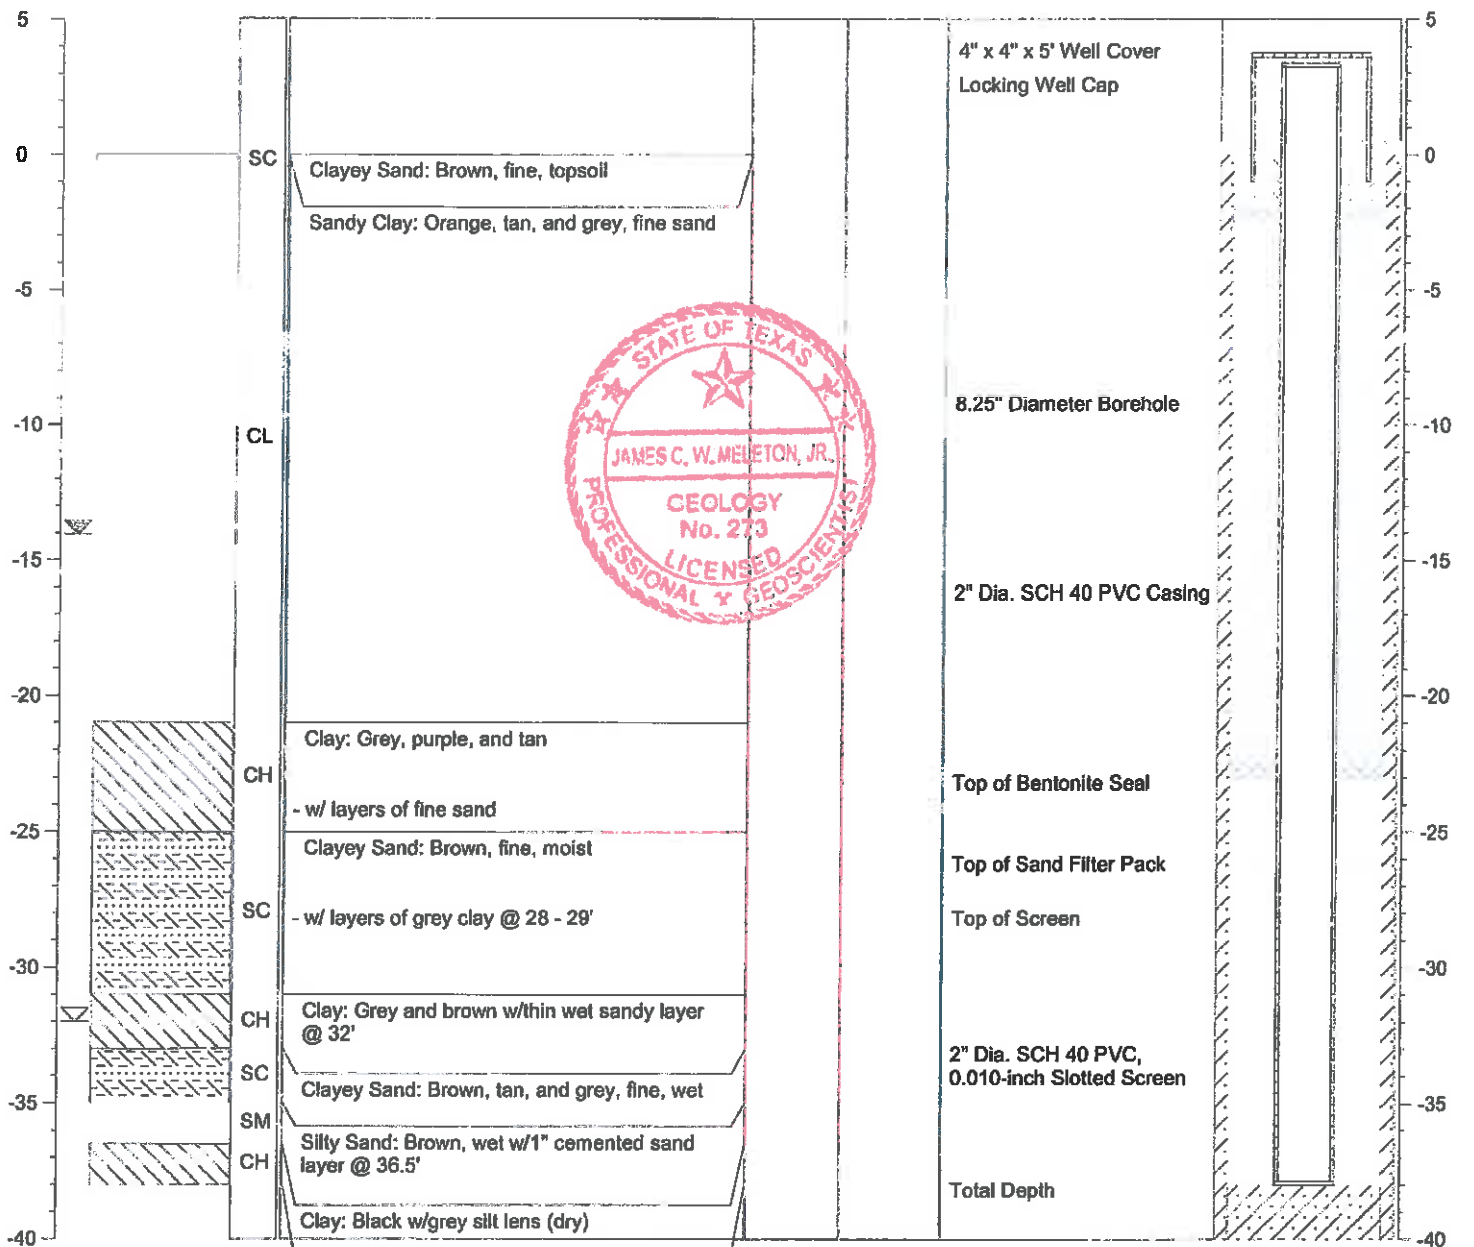 5
0
-5
-10
-15
-20
-25
-30
-35
-40
SC
CL
CH
SC
CH
SC
SM
CH
Clayey Sand: Brown, fine, topsoil
Sandy Clay: Orange, tan, and grey, fine sand
Clay: Grey, purple, and tan
- w/ layers of fine sand
Clayey Sand: Brown, fine, moist
- w/ layers of grey clay @ 28 - 29'
Clay: Grey and brown w/thin wet sandy layer
@ 32'
Clayey Sand: Brown, tan, and grey, fine, wet
Silty Sand: Brown, wet w/1" cemented sand
layer @ 36.5'
Clay: Black w/grey silt lens (dry)
STATE OF TEXAS
JAMES C. W. MELETON, JR.
GEOLOGY
No. 273
LICENSED
PROFESSIONAL GEOSCIENTIST
4" x 4" x 5' Well Cover
Locking Well Cap
8.25" Diameter Borehole
2" Dia. SCH 40 PVC Casing
Top of Bentonite Seal
Top of Sand Filter Pack
Top of Screen
2" Dia. SCH 40 PVC,
0.010-inch Slotted Screen
Total Depth
5
0
-5
-10
-15
-20
-25
-30
-35
-40